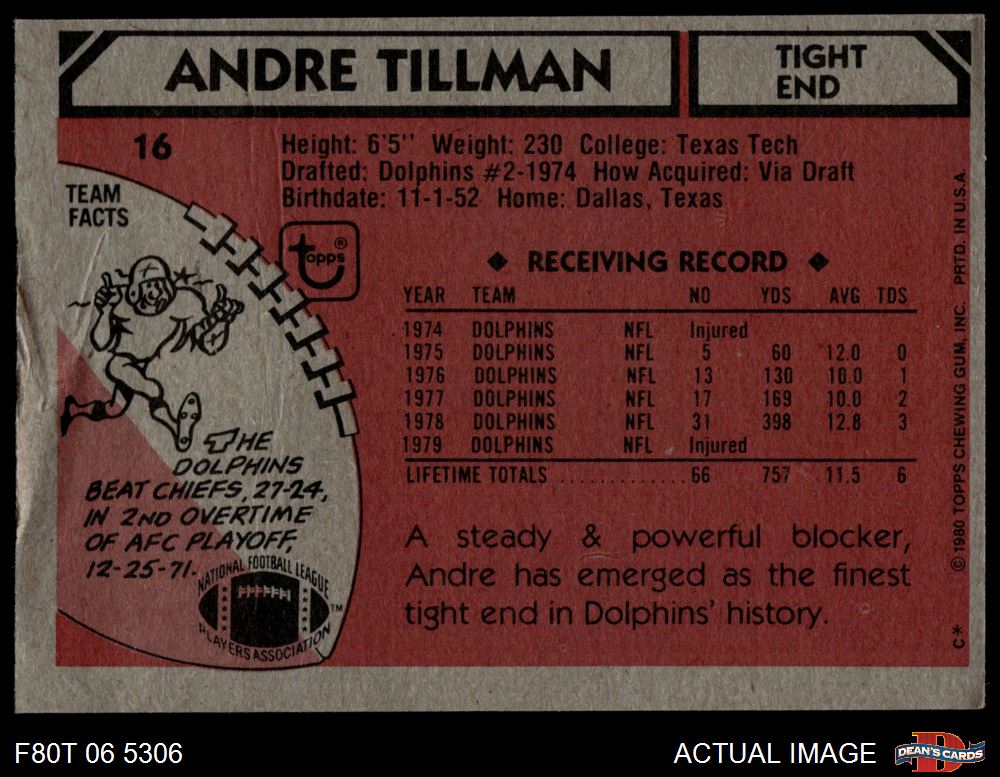 ANDRE TILLMAN
TIGHT
END
16
Height: 6'5'' Weight: 230 College: Texas Tech
Drafted: Dolphins #2-1974 How Acquired: Via Draft
Birthdate: 11-1-52 Home: Dallas, Texas
TEAM
FACTS
topps®
◆ RECEIVING RECORD ◆
YEAR TEAM NO YDS AVG TDS
1974 DOLPHINS NFL Injured
1975 DOLPHINS NFL 5 60 12.0 0
1976 DOLPHINS NFL 13 130 10.0 1
1977 DOLPHINS NFL 17 169 10.0 2
1978 DOLPHINS NFL 31 398 12.8 3
1979 DOLPHINS NFL Injured
LIFETIME TOTALS ............. 66 757 11.5 6
THE
DOLPHINS
BEAT CHIEFS, 27-24,
IN 2ND OVERTIME
OF AFC PLAYOFF,
12-25-71.
NATIONAL FOOTBALL LEAGUE
PLAYERS ASSOCIATION
TM
A steady & powerful blocker,
Andre has emerged as the finest
tight end in Dolphins' history.
C* © 1980 TOPPS CHEWING GUM, INC. PRTD. IN U.S.A.
F80T 06 5306
ACTUAL IMAGE
D
DEAN'S CARDS